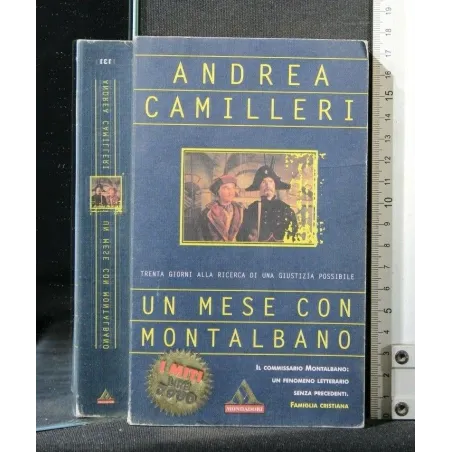 ANDREA CAMILLERI UN MESE CON MONTALBANO
ANDREA
CAMILLERI
TRENTA GIORNI ALLA RICERCA DI UNA GIUSTIZIA POSSIBILE
UN MESE CON
MONTALBANO
I MITI
IL COMMISSARIO MONTALBANO:
UN FENOMENO LETTERARIO
SENZA PRECEDENTI.
FAMIGLIA CRISTIANA
MONDADORI